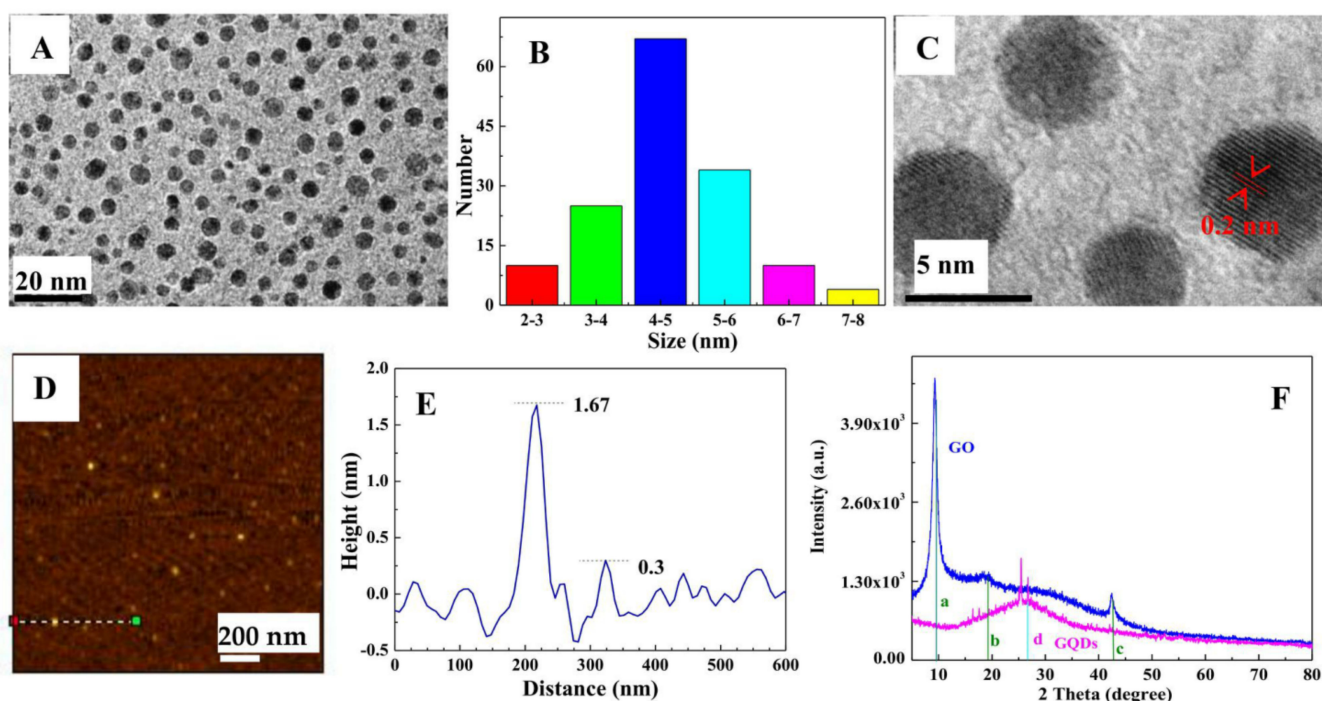 A
20 nm
B
Number
60
45
30
15
0
2-3 3-4 4-5 5-6 6-7 7-8
Size (nm)
C
0.2 nm
5 nm
D
200 nm
E
Height (nm)
2.0
1.5
1.0
0.5
0.0
-0.5
1.67
0.3
0 100 200 300 400 500 600
Distance (nm)
F
Intensity (a.u.)
3.90x10³
2.60x10³
1.30x10³
0.00
GO
a
b
d
GQDs
c
10 20 30 40 50 60 70 80
2 Theta (degree)